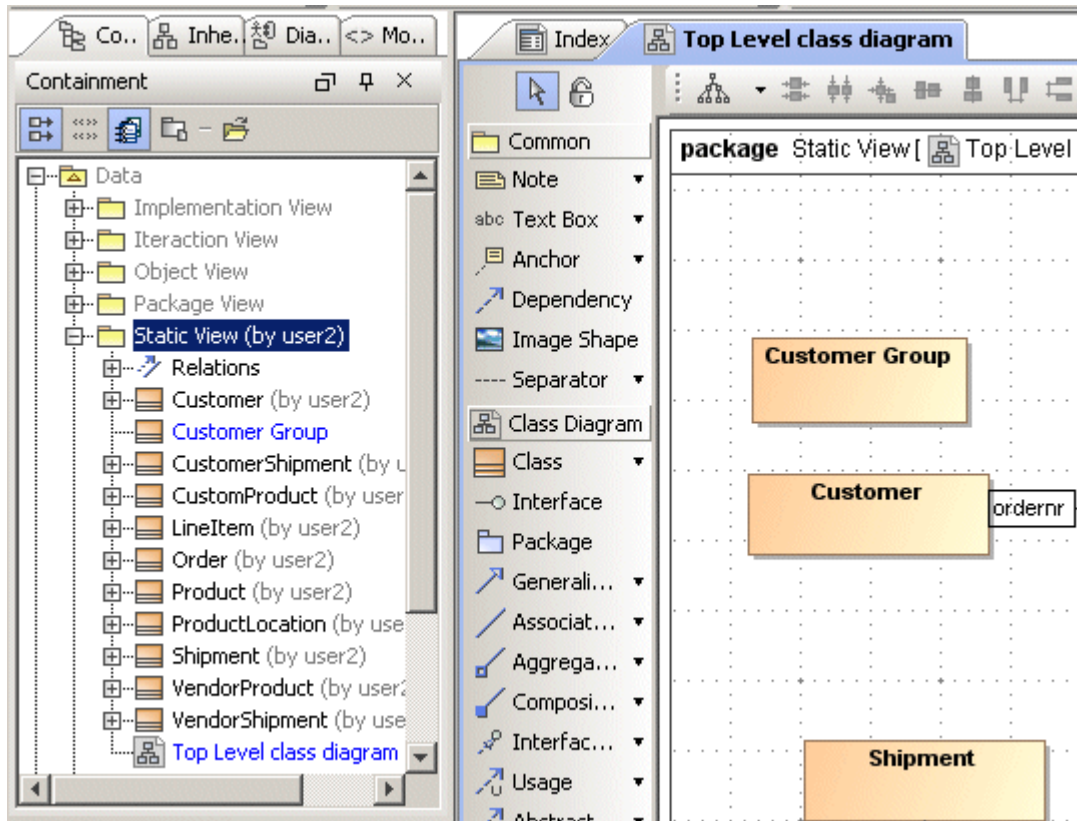 Co..
Inhe.
Dia..
<> Mo..
Containment
Data
Implementation View
Iteraction View
Object View
Package View
Static View (by user2)
Relations
Customer (by user2)
Customer Group
CustomerShipment (by u
CustomProduct (by user
LineItem (by user2)
Order (by user2)
Product (by user2)
ProductLocation (by use
Shipment (by user2)
VendorProduct (by user2
VendorShipment (by use
Top Level class diagram
Index
Top Level class diagram
Common
Note
abc Text Box
Anchor
Dependency
Image Shape
Separator
Class Diagram
Class
Interface
Package
Generali...
Associat...
Aggrega...
Composi...
Interfac...
Usage
Abstract
package Static View [ Top Level
Customer Group
Customer
ordernr
Shipment